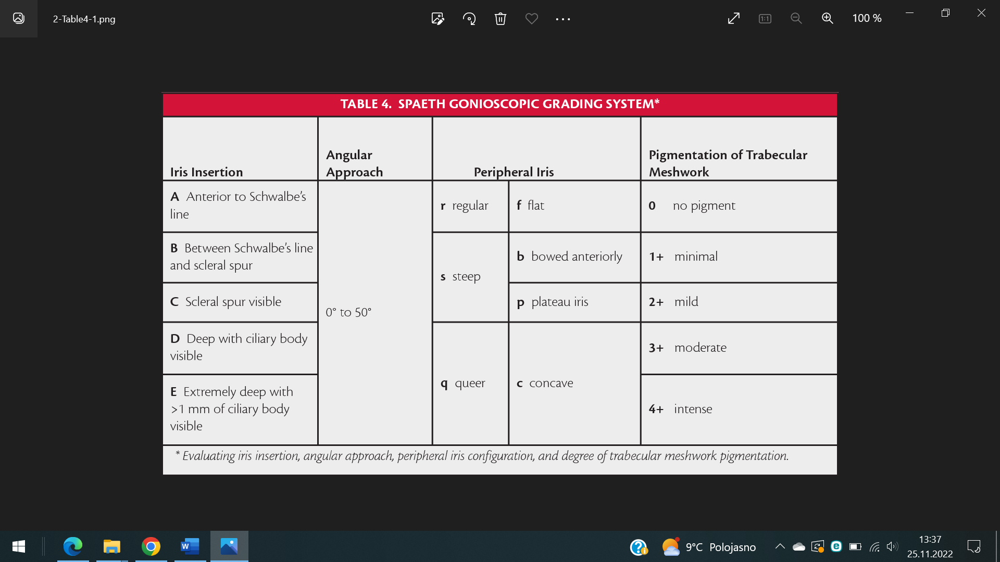 2-Table4-1.png
100 %
TABLE 4. SPAETH GONIOSCOPIC GRADING SYSTEM*
Iris Insertion
Angular
Approach
Peripheral Iris
Pigmentation of Trabecular
Meshwork
A Anterior to Schwalbe's
line
r regular
f flat
0 no pigment
B Between Schwalbe's line
and scleral spur
s steep
b bowed anteriorly
1+ minimal
C Scleral spur visible
0° to 50°
p plateau iris
2+ mild
D Deep with ciliary body
visible
3+ moderate
E Extremely deep with
>1 mm of ciliary body
visible
q queer
c concave
4+ intense
* Evaluating iris insertion, angular approach, peripheral iris configuration, and degree of trabecular meshwork pigmentation.
9°C Polojasno
13:37
25.11.2022